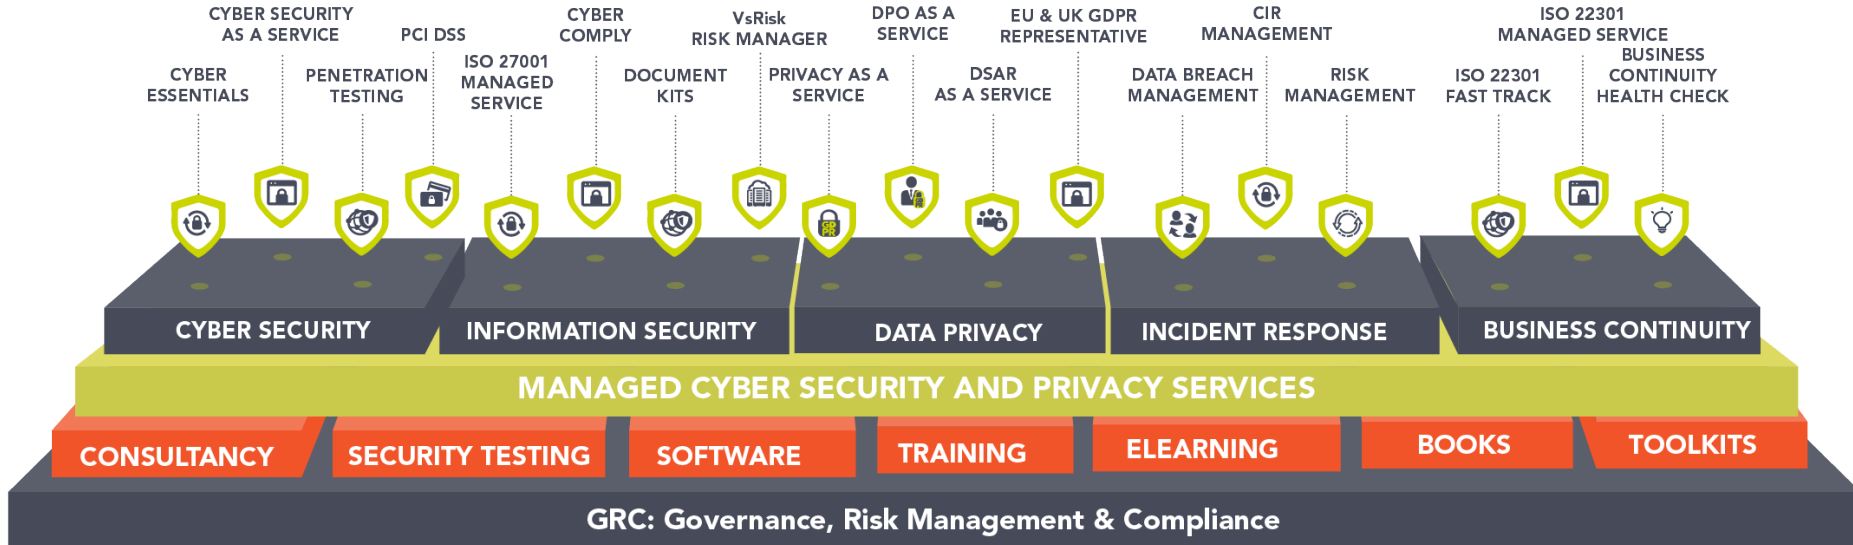 CYBER SECURITY
AS A SERVICE
CYBER
ESSENTIALS
PENETRATION
TESTING
PCI DSS
ISO 27001
MANAGED
SERVICE
CYBER
COMPLY
DOCUMENT
KITS
VsRisk
RISK MANAGER
PRIVACY AS A
SERVICE
DPO AS A
SERVICE
DSAR
AS A SERVICE
EU & UK GDPR
REPRESENTATIVE
DATA BREACH
MANAGEMENT
CIR
MANAGEMENT
RISK
MANAGEMENT
ISO 22301
FAST TRACK
ISO 22301
MANAGED SERVICE
BUSINESS
CONTINUITY
HEALTH CHECK
GD
PR
CYBER SECURITY
INFORMATION SECURITY
DATA PRIVACY
INCIDENT RESPONSE
BUSINESS CONTINUITY
MANAGED CYBER SECURITY AND PRIVACY SERVICES
CONSULTANCY
SECURITY TESTING
SOFTWARE
TRAINING
ELEARNING
BOOKS
TOOLKITS
GRC: Governance, Risk Management & Compliance